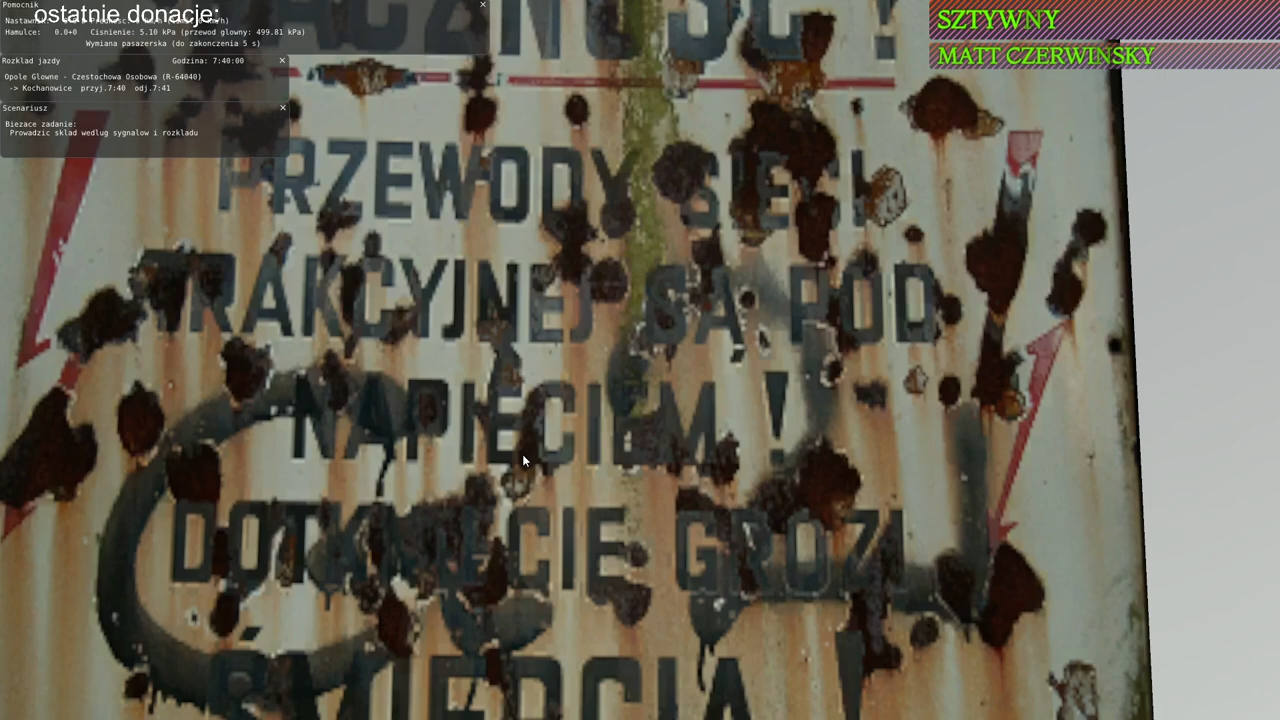 Pomocnik
ostatnie donacje:
Hamulce: 0.0+0 Cisnienie: 5.10 kPa (przewod glowny: 499.81 kPa)
Wymiana pasazerska (do zakonczenia 5 s)
Rozklad jazdy Godzina: 7:40:00
Opole Glowne - Czestochowa Osobowa (R-64040)
-> Kochanowice przyj.7:40 odj.7:41
Scenariusz
Biezace zadanie:
Prowadzic sklad wedlug sygnalow i rozkladu
SZTYWNY
MATT CZERWINSKY
PRZEWODY SIECI
TRAKCYJNEJ SĄ POD
NAPIĘCIEM !
DOTKNIĘCIE GROZI
ŚMIERCIĄ !